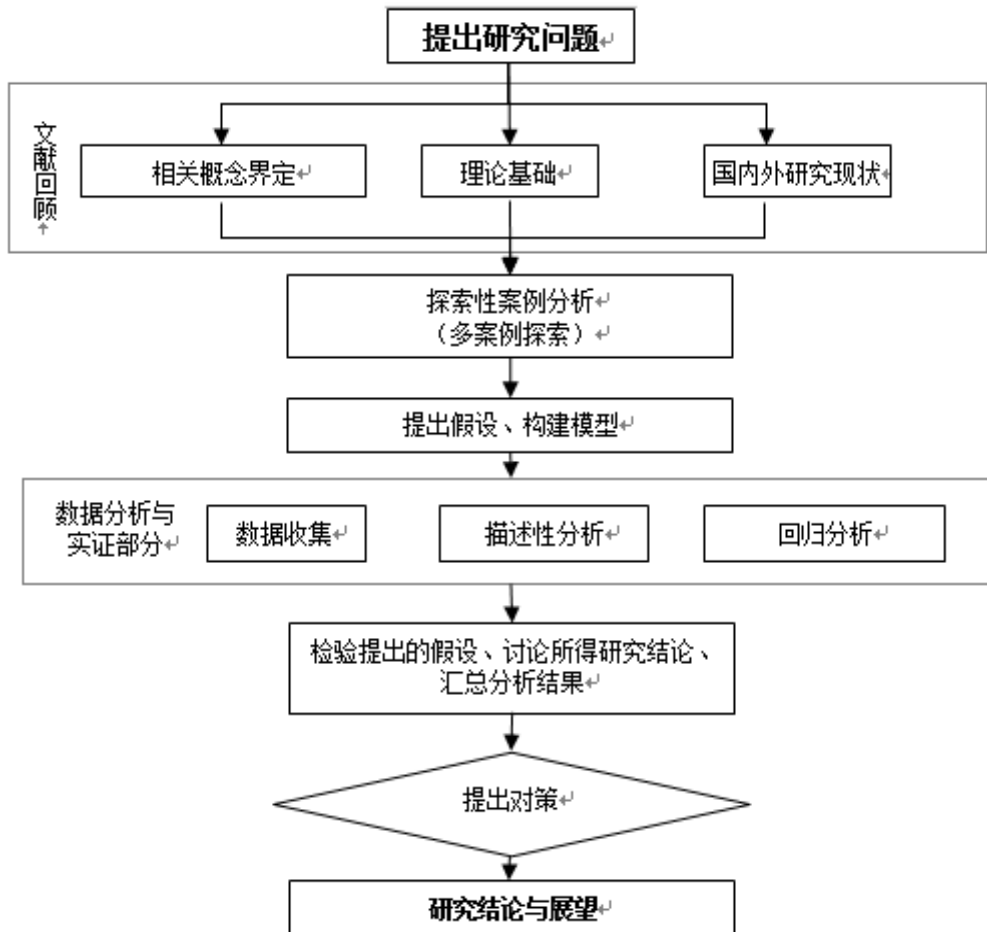 提出研究问题
文献回顾
相关概念界定
理论基础
国内外研究现状
探索性案例分析
（多案例探索）
提出假设、构建模型
数据分析与
实证部分
数据收集
描述性分析
回归分析
检验提出的假设、讨论所得研究结论、
汇总分析结果
提出对策
研究结论与展望